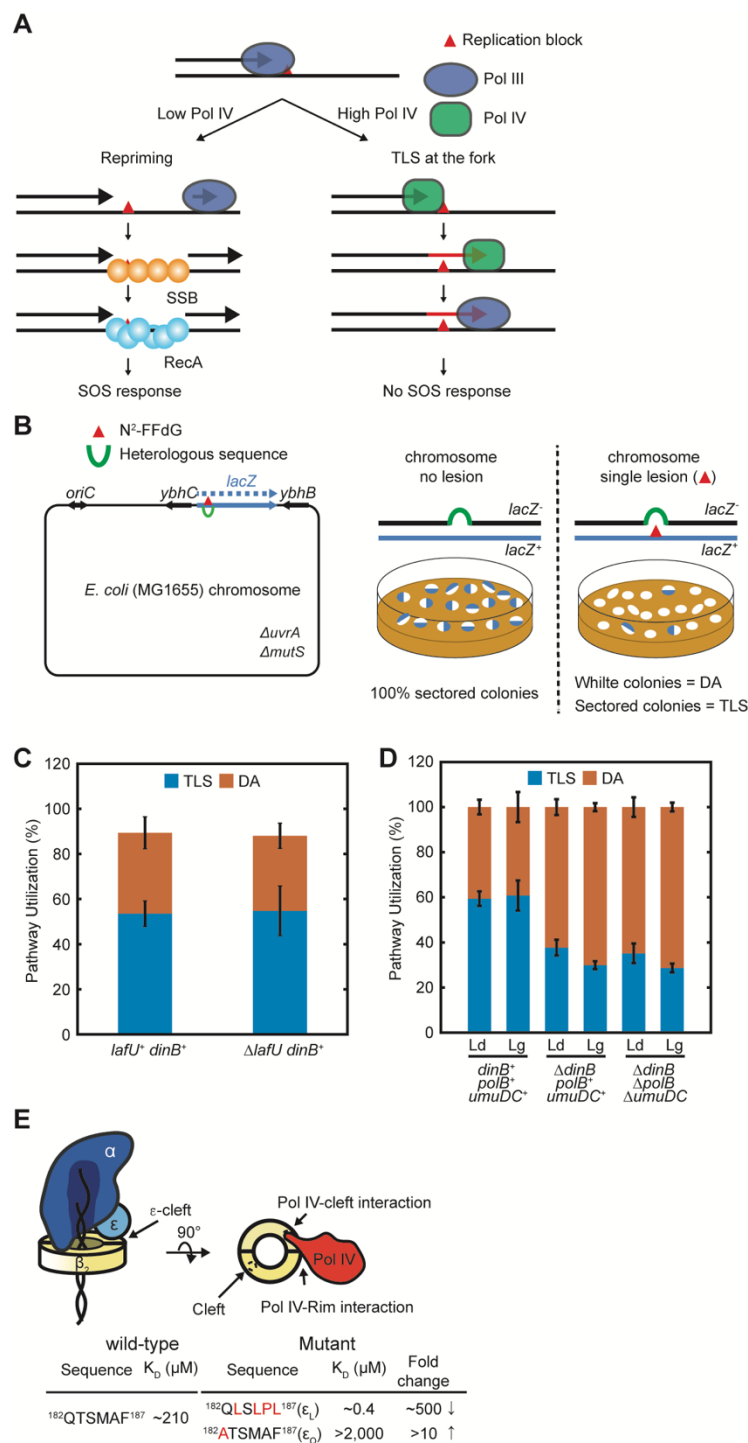 A
Replication block
Pol III
Pol IV
Low Pol IV
High Pol IV
Repriming
TLS at the fork
SSB
RecA
SOS response
No SOS response
B
N²-FFdG
Heterologous sequence
oriC
ybhC
lacZ
ybhB
E. coli (MG1655) chromosome
ΔuvrA
ΔmutS
chromosome
no lesion
lacZ⁻
lacZ⁺
100% sectored colonies
chromosome
single lesion (▲)
lacZ⁻
lacZ⁺
Whilte colonies = DA
Sectored colonies = TLS
C
TLS DA
Pathway Utilization (%)
120
100
80
60
40
20
0
lafU⁺ dinB⁺
ΔlafU dinB⁺
D
TLS DA
Pathway Utilization (%)
120
100
80
60
40
20
0
Ld Lg Ld Lg Ld Lg
dinB⁺ ΔdinB ΔdinB
polB⁺ polB⁺ ΔpolB
umuDC⁺ umuDC⁺ ΔumuDC
E
α
ε
ε-cleft
β₂
90°
Pol IV-cleft interaction
Pol IV
Cleft
Pol IV-Rim interaction
wild-type
Mutant
Sequence K_D (µM)
Sequence K_D (µM) Fold change
¹⁸²QTSMAF¹⁸⁷ ~210
¹⁸²QLSLPL¹⁸⁷(ε_L) ~0.4 ~500 ↓
¹⁸²ATSMAF¹⁸⁷(ε_Q) >2,000 >10 ↑